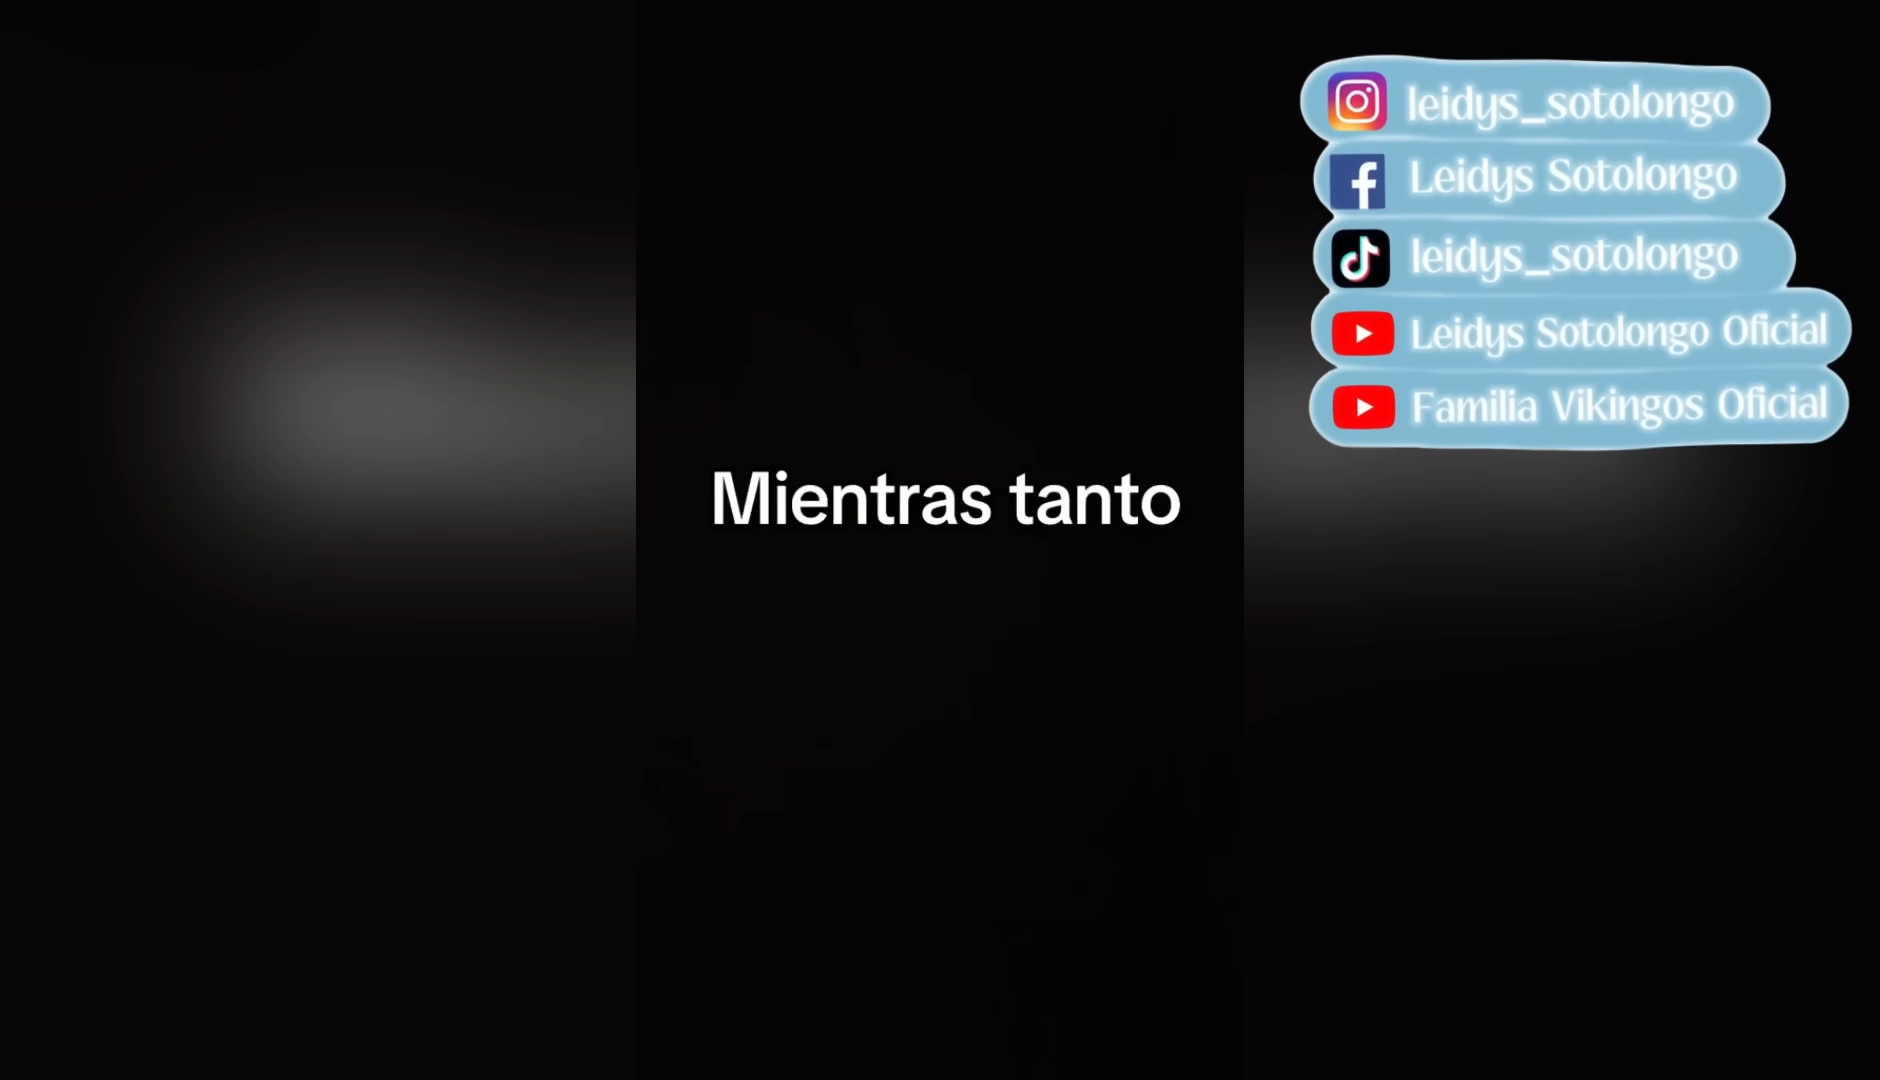 leidys_sotolongo
Leidys Sotolongo
leidys_sotolongo
Leidys Sotolongo Oficial
Familia Vikingos Oficial
Mientras tanto